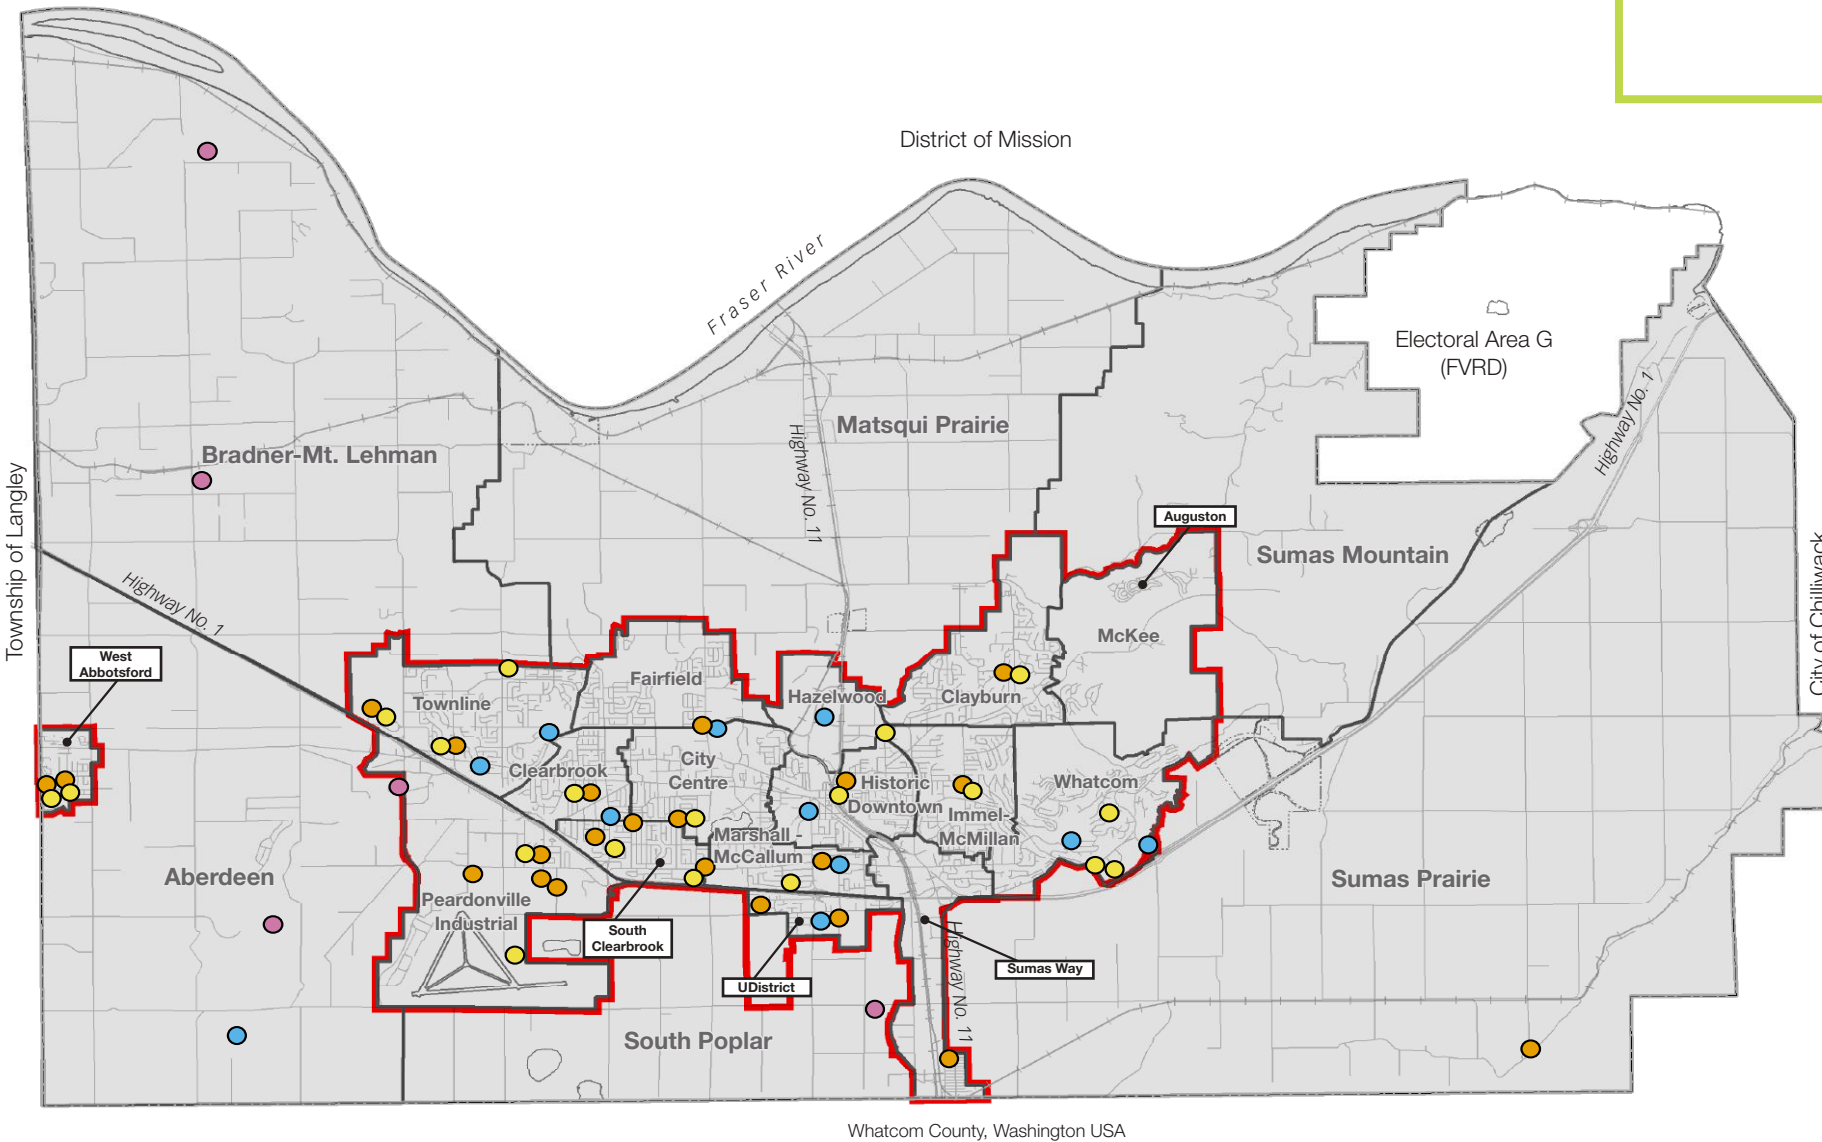 District of Mission
Fraser River
Electoral Area G
(FVRD)
Highway No. 1
Matsqui Prairie
Highway No. 11
Bradner-Mt. Lehman
Township of Langley
Auguston
Sumas Mountain
City of Chilliwack
Highway No. 1
McKee
West
Abbotsford
Fairfield
Townline
Hazelwood
Clayburn
City
Centre
Clearbrook
Historic
Downtown
Whatcom
Immel-
McMillan
Marshall -
McCallum
Aberdeen
Sumas Prairie
Peardonville
Industrial
South
Clearbrook
Sumas Way
UDistrict
Highway No. 11
South Poplar
Whatcom County, Washington USA